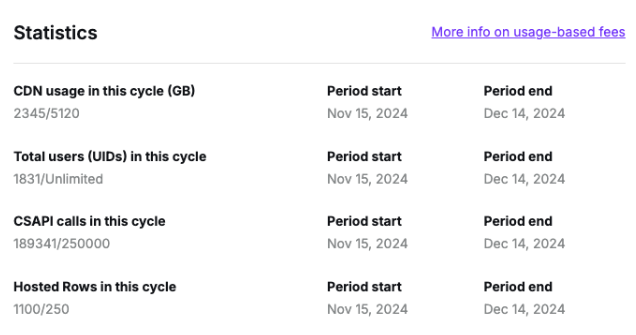 Statistics
More info on usage-based fees
CDN usage in this cycle (GB) Period start Period end
2345/5120 Nov 15, 2024 Dec 14, 2024
Total users (UIDs) in this cycle Period start Period end
1831/Unlimited Nov 15, 2024 Dec 14, 2024
CSAPI calls in this cycle Period start Period end
189341/250000 Nov 15, 2024 Dec 14, 2024
Hosted Rows in this cycle Period start Period end
1100/250 Nov 15, 2024 Dec 14, 2024